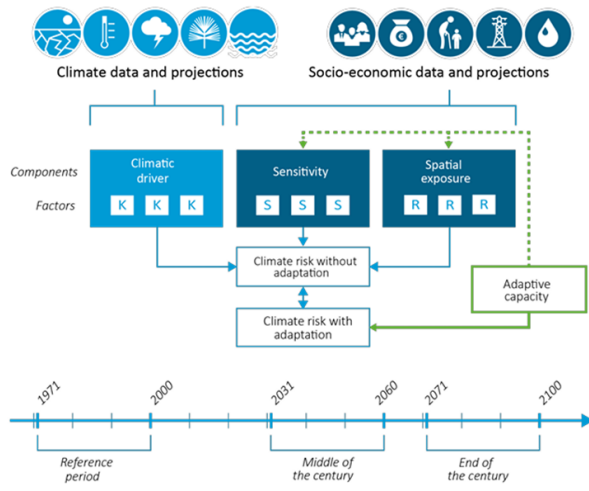 Climate data and projections
Socio-economic data and projections
Components
Factors
Climatic
driver
K K K
Sensitivity
S S S
Spatial
exposure
R R R
Climate risk without
adaptation
Climate risk with
adaptation
Adaptive
capacity
1971
2000
2031
2060
2071
2100
Reference
period
Middle of
the century
End of
the century